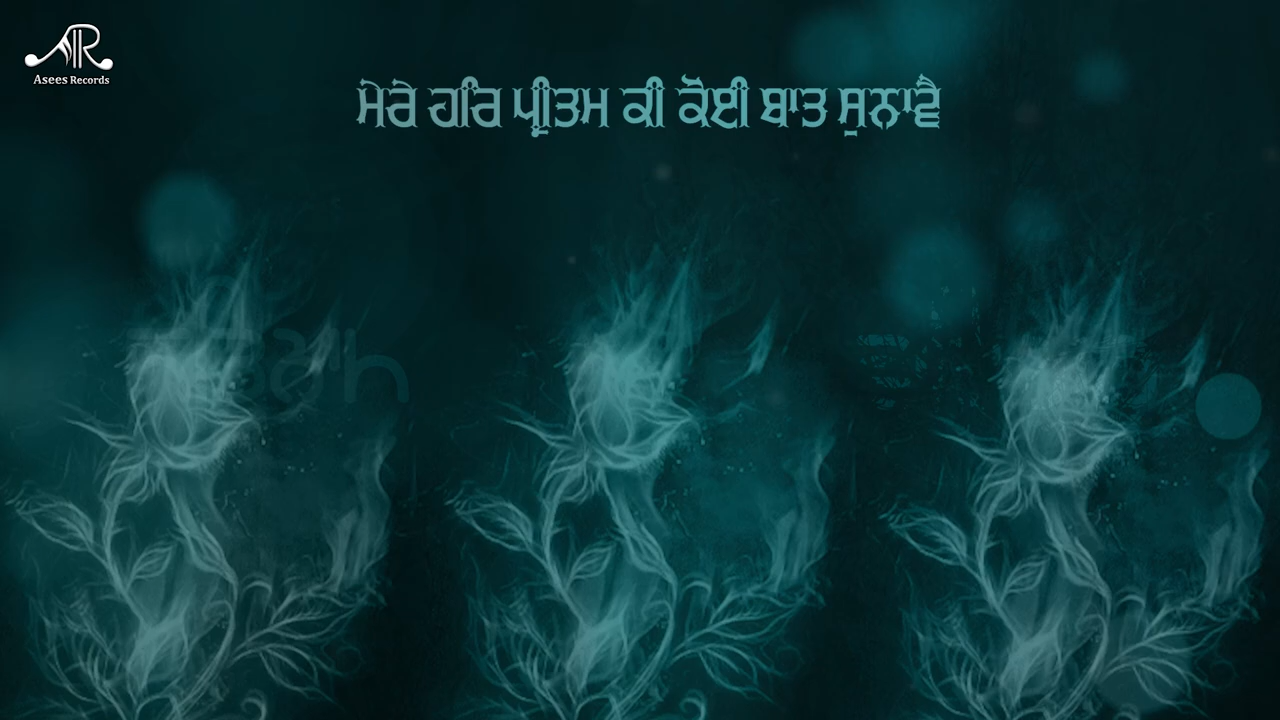 Asees Records
ਮੇਰੇ ਹਰਿ ਪ੍ਰੀਤਮ ਕੀ ਕੋਈ ਬਾਤ ਸੁਨਾਵੈ